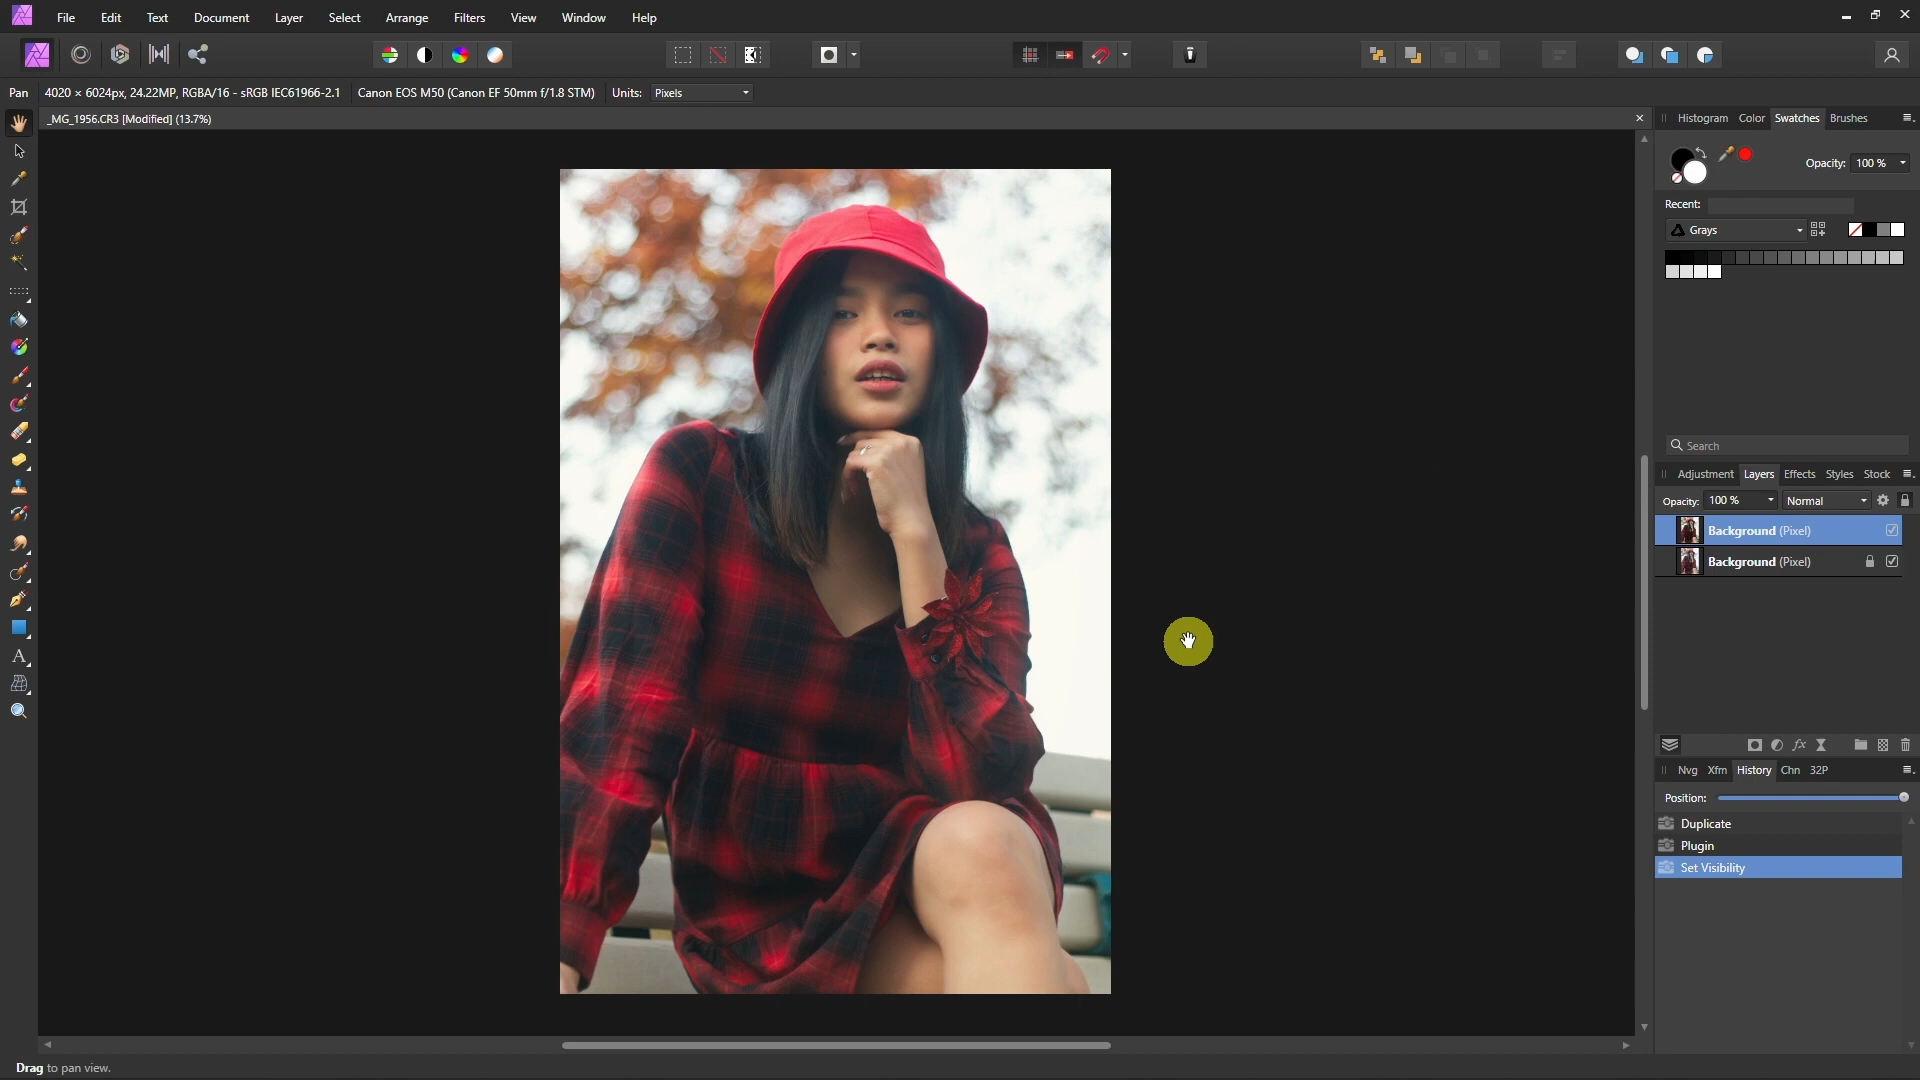 File Edit Text Document Layer Select Arrange Filters View Window Help
Pan 4020 × 6024px, 24.22MP, RGBA/16 - sRGB IEC61966-2.1 Canon EOS M50 (Canon EF 50mm f/1.8 STM) Units: Pixels
_MG_1956.CR3 [Modified] (13.7%)
Histogram Color Swatches Brushes
Opacity: 100 %
Recent:
Grays
Search
Adjustment Layers Effects Styles Stock
Opacity: 100 % Normal
Background (Pixel)
Background (Pixel)
fx
Nvg Xfm History Chn 32P
Position:
Duplicate
Plugin
Set Visibility
Drag to pan view.